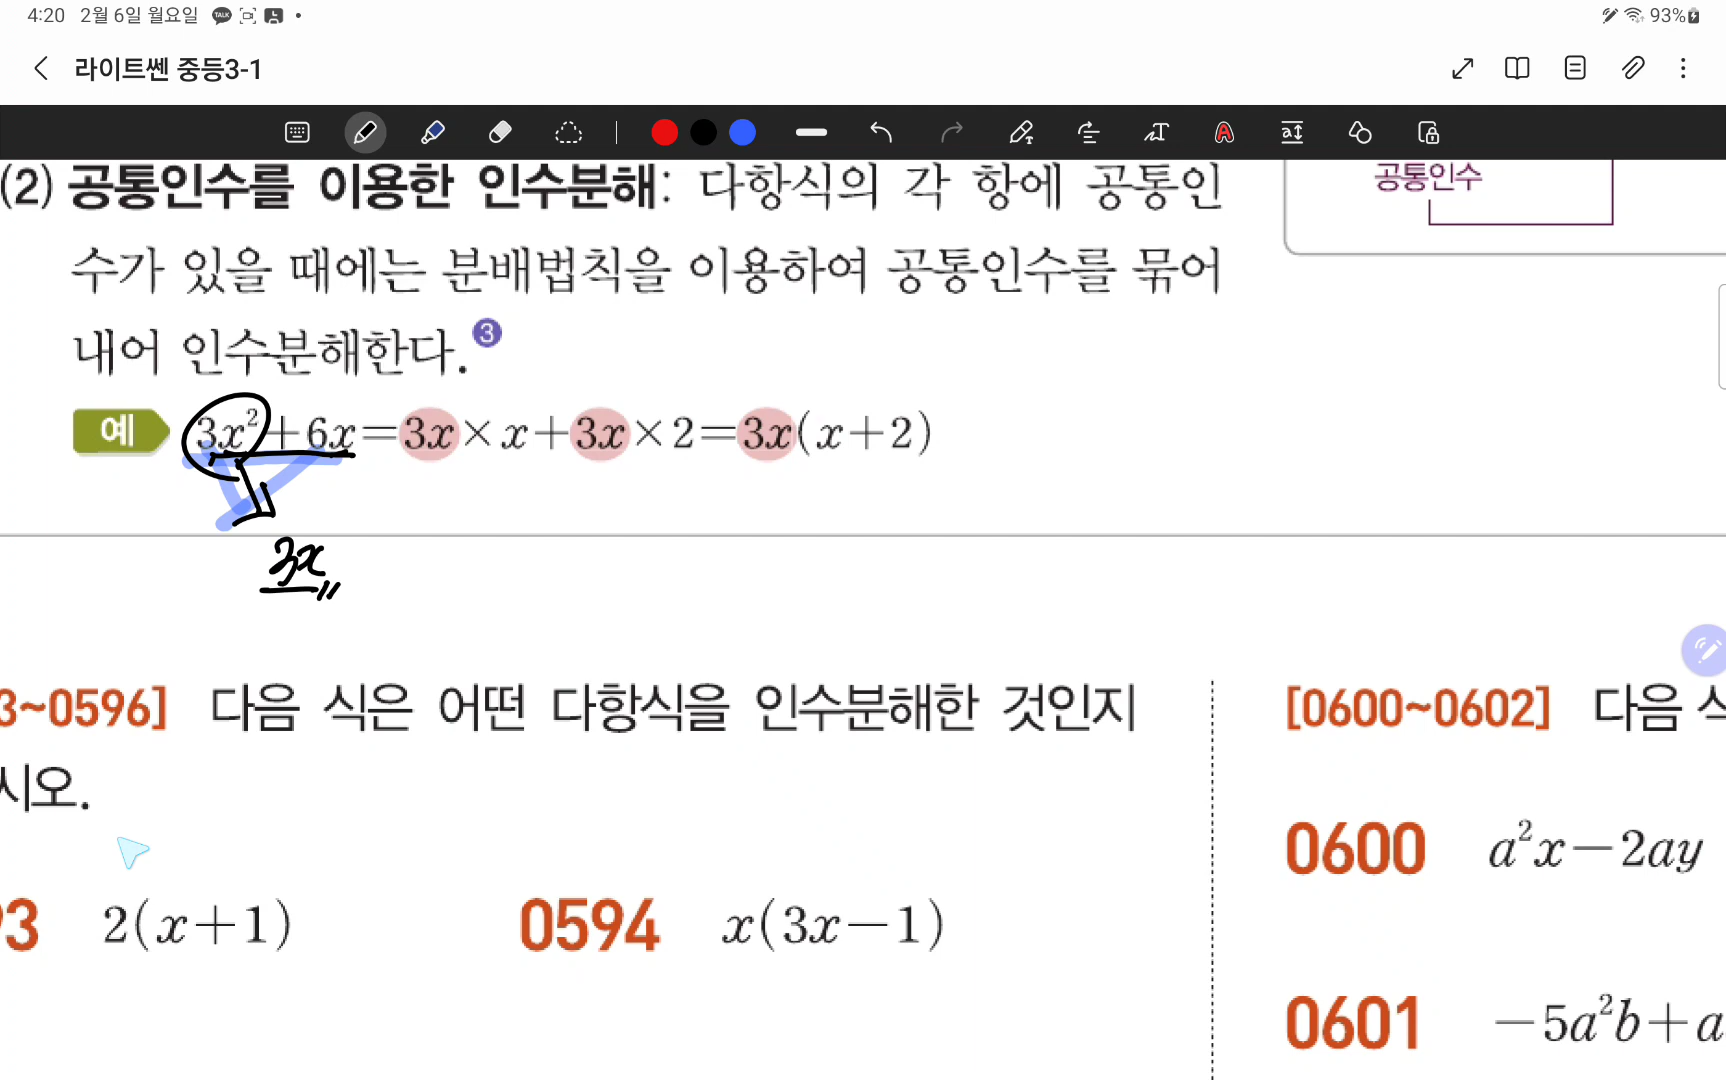 4:20 2월 6일 월요일 TALK 93%
라이트쎈 중등3-1
(2) 공통인수를 이용한 인수분해: 다항식의 각 항에 공통인
수가 있을 때에는 분배법칙을 이용하여 공통인수를 묶어
내어 인수분해한다.③
예 3x²+6x=3x×x+3x×2=3x(x+2)
3x
공통인수
3~0596] 다음 식은 어떤 다항식을 인수분해한 것인지
시오.
93 2(x+1) 0594 x(3x-1)
[0600~0602] 다음 식
0600 a²x-2ay
0601 -5a²b+a